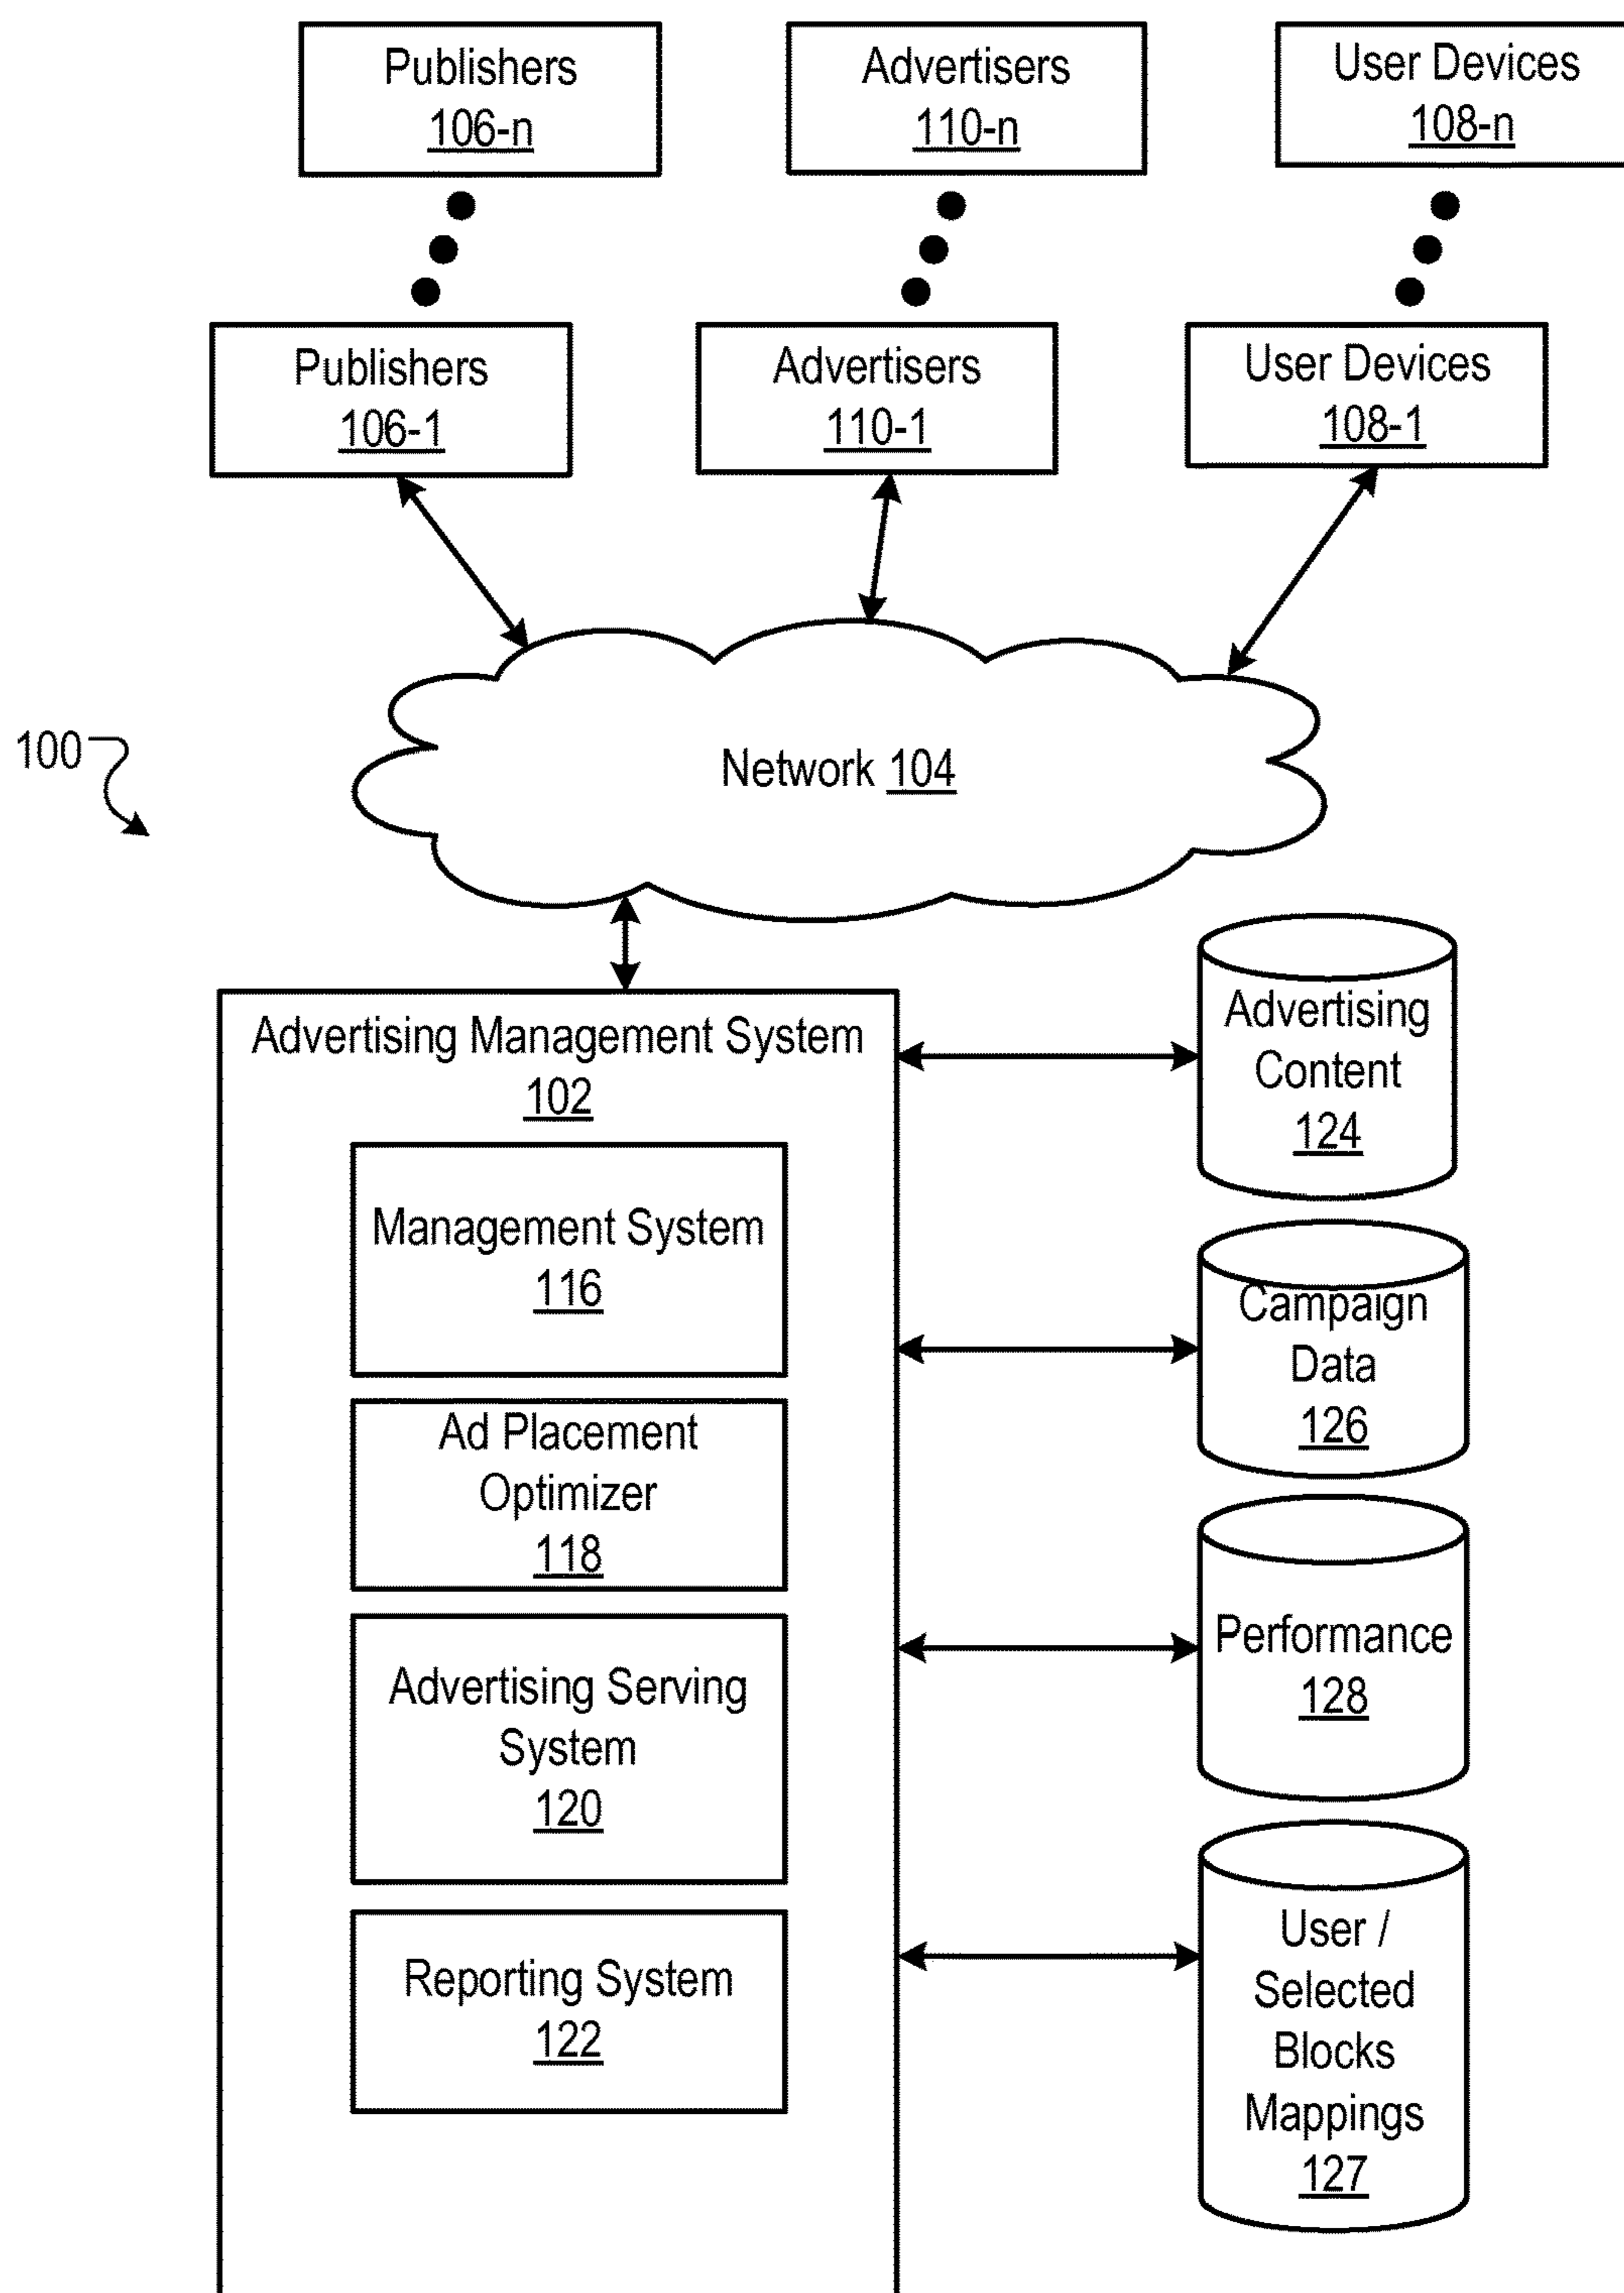 Publishers
106-n
Advertisers
110-n
User Devices
108-n
Publishers
106-1
Advertisers
110-1
User Devices
108-1
100
Network 104
Advertising Management System
102
Management System
116
Ad Placement
Optimizer
118
Advertising Serving
System
120
Reporting System
122
Advertising
Content
124
Campaign
Data
126
Performance
128
User /
Selected
Blocks
Mappings
127